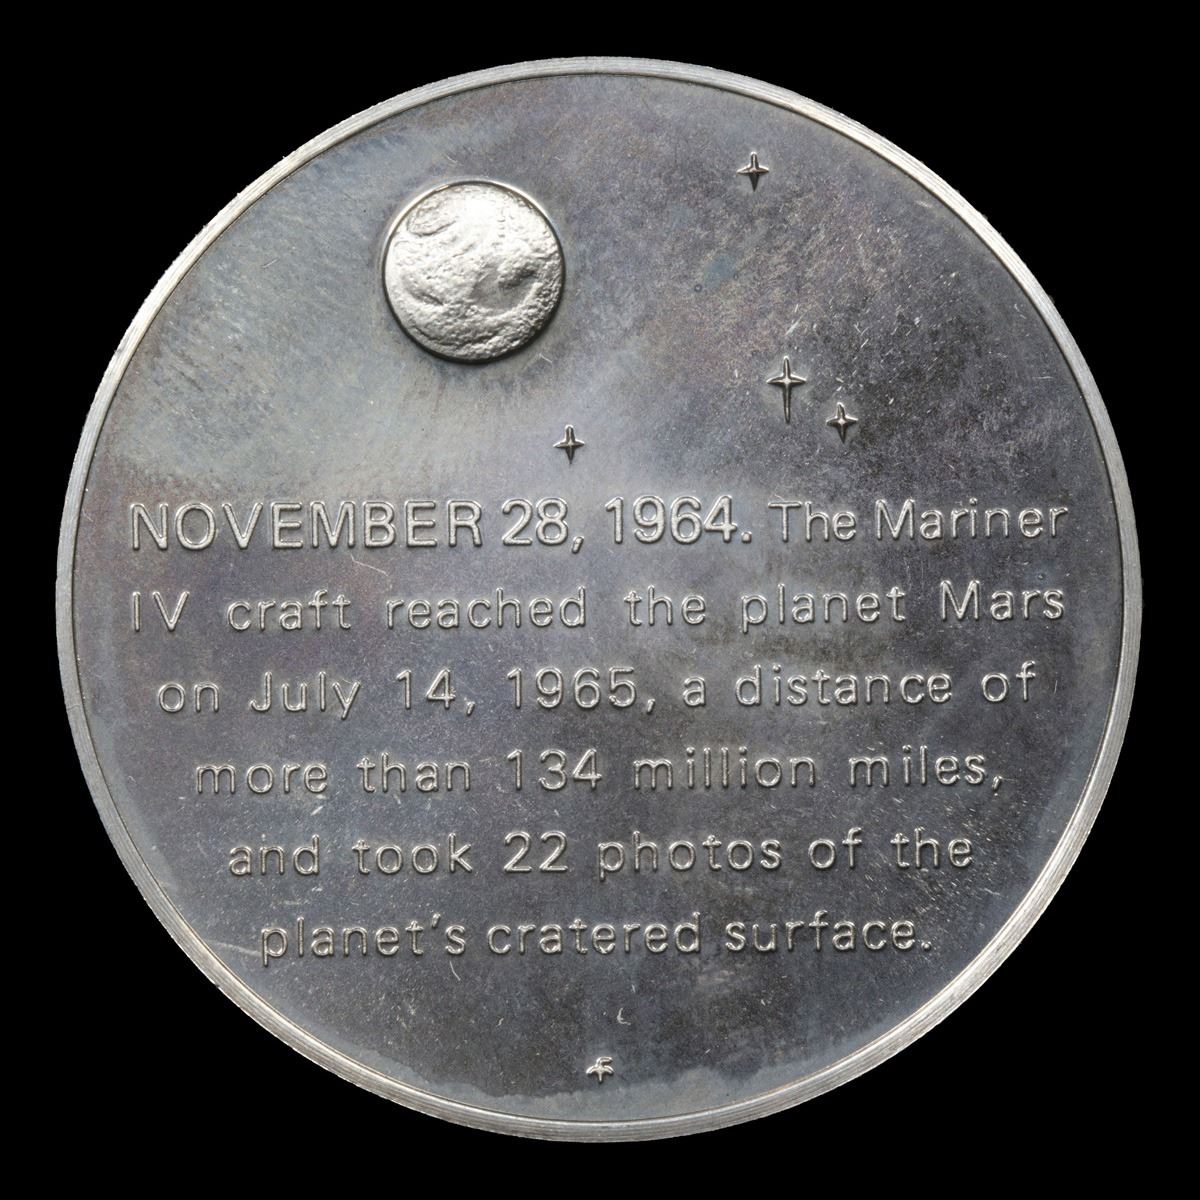 NOVEMBER 28, 1964. The Mariner
IV craft reached the planet Mars
on July 14, 1965, a distance of
more than 134 million miles,
and took 22 photos of the
planet's cratered surface.